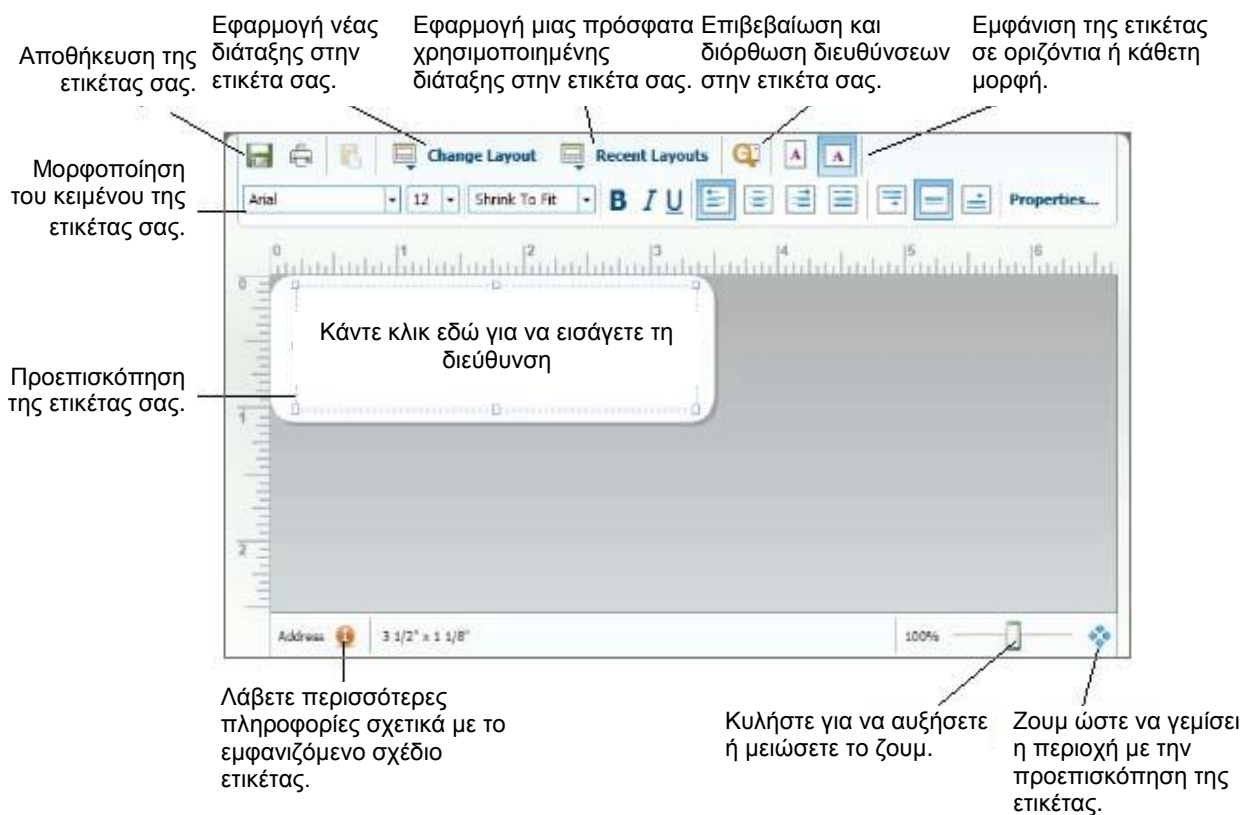 Αποθήκευση της
ετικέτας σας.
Εφαρμογή νέας
διάταξης στην
ετικέτα σας.
Εφαρμογή μιας πρόσφατα
χρησιμοποιημένης
διάταξης στην ετικέτα σας.
Επιβεβαίωση και
διόρθωση διευθύνσεων
στην ετικέτα σας.
Εμφάνιση της ετικέτας
σε οριζόντια ή κάθετη
μορφή.
Μορφοποίηση
του κειμένου της
ετικέτας σας.
Change Layout Recent Layouts A A
Arial 12 Shrink To Fit B I U Properties...
0 1 2 3 4 5 6
0
1
2
Κάντε κλικ εδώ για να εισάγετε τη
διεύθυνση
Προεπισκόπηση
της ετικέτας σας.
Address 3 1/2" x 1 1/8" 100%
Λάβετε περισσότερες
πληροφορίες σχετικά με το
εμφανιζόμενο σχέδιο
ετικέτας.
Κυλήστε για να αυξήσετε
ή μειώσετε το ζουμ.
Ζουμ ώστε να γεμίσει
η περιοχή με την
προεπισκόπηση της
ετικέτας.